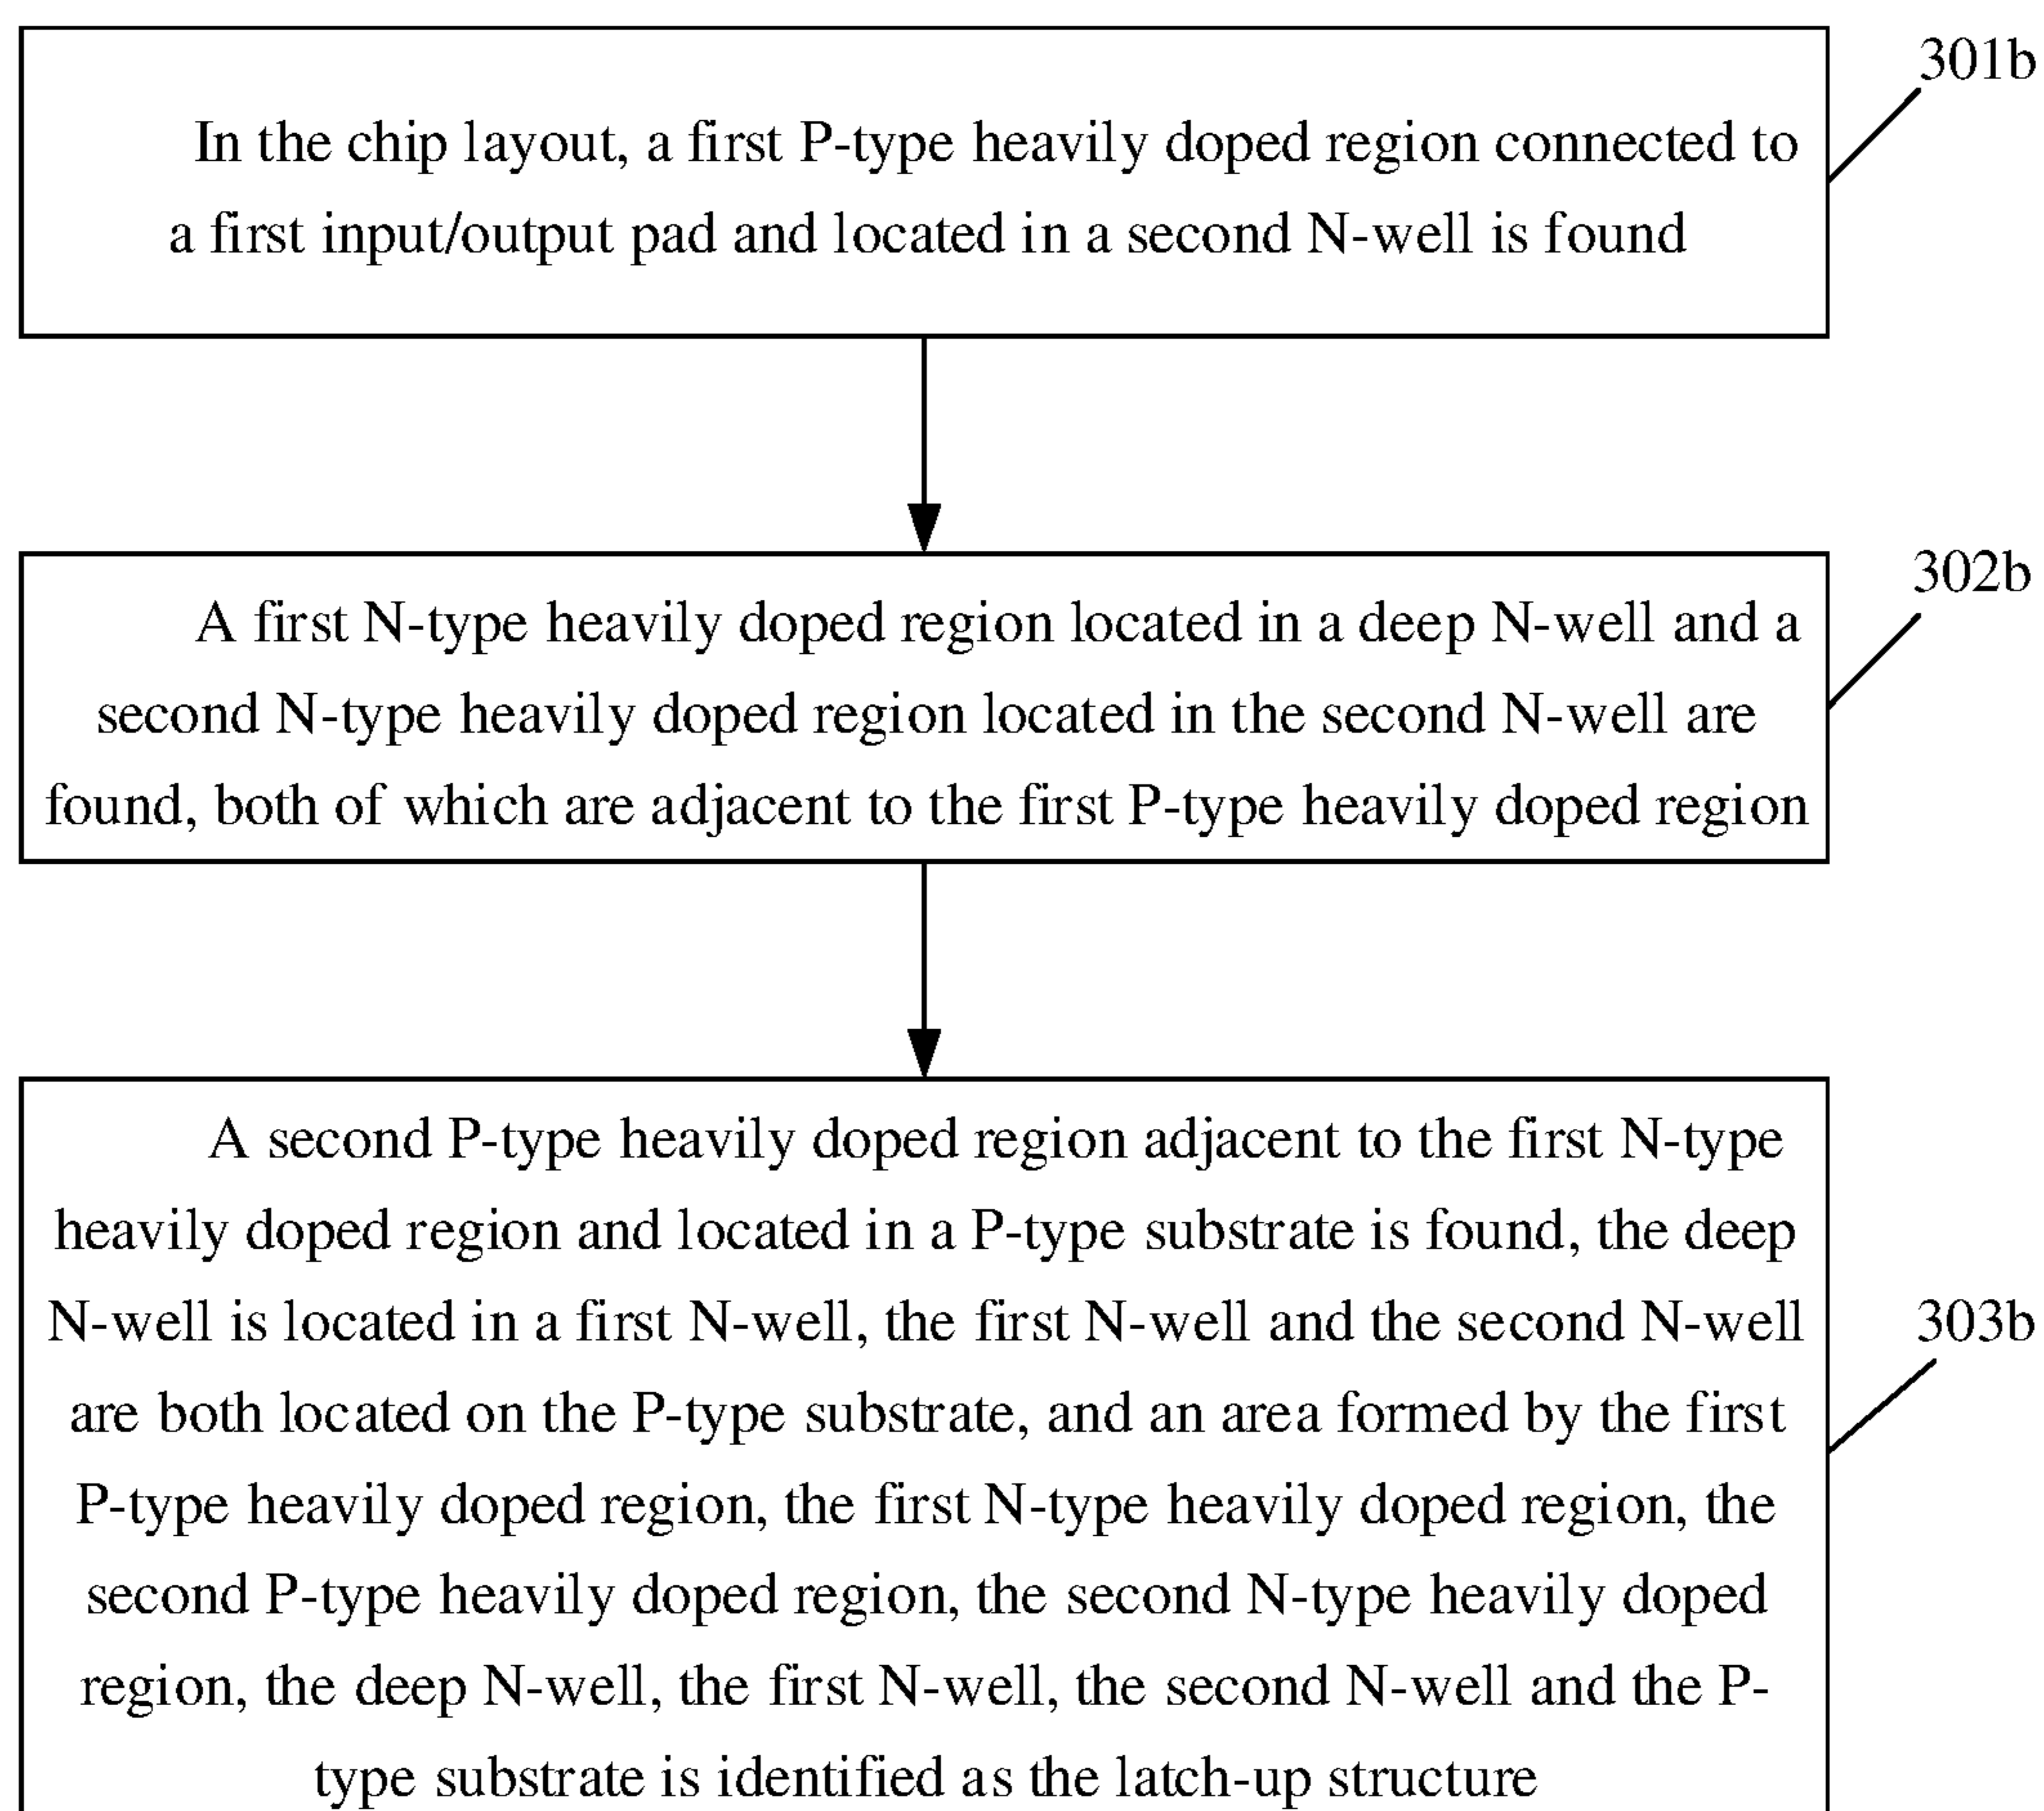 301b
In the chip layout, a first P-type heavily doped region connected to
a first input/output pad and located in a second N-well is found
302b
A first N-type heavily doped region located in a deep N-well and a
second N-type heavily doped region located in the second N-well are
found, both of which are adjacent to the first P-type heavily doped region
303b
A second P-type heavily doped region adjacent to the first N-type
heavily doped region and located in a P-type substrate is found, the deep
N-well is located in a first N-well, the first N-well and the second N-well
are both located on the P-type substrate, and an area formed by the first
P-type heavily doped region, the first N-type heavily doped region, the
second P-type heavily doped region, the second N-type heavily doped
region, the deep N-well, the first N-well, the second N-well and the P-
type substrate is identified as the latch-up structure